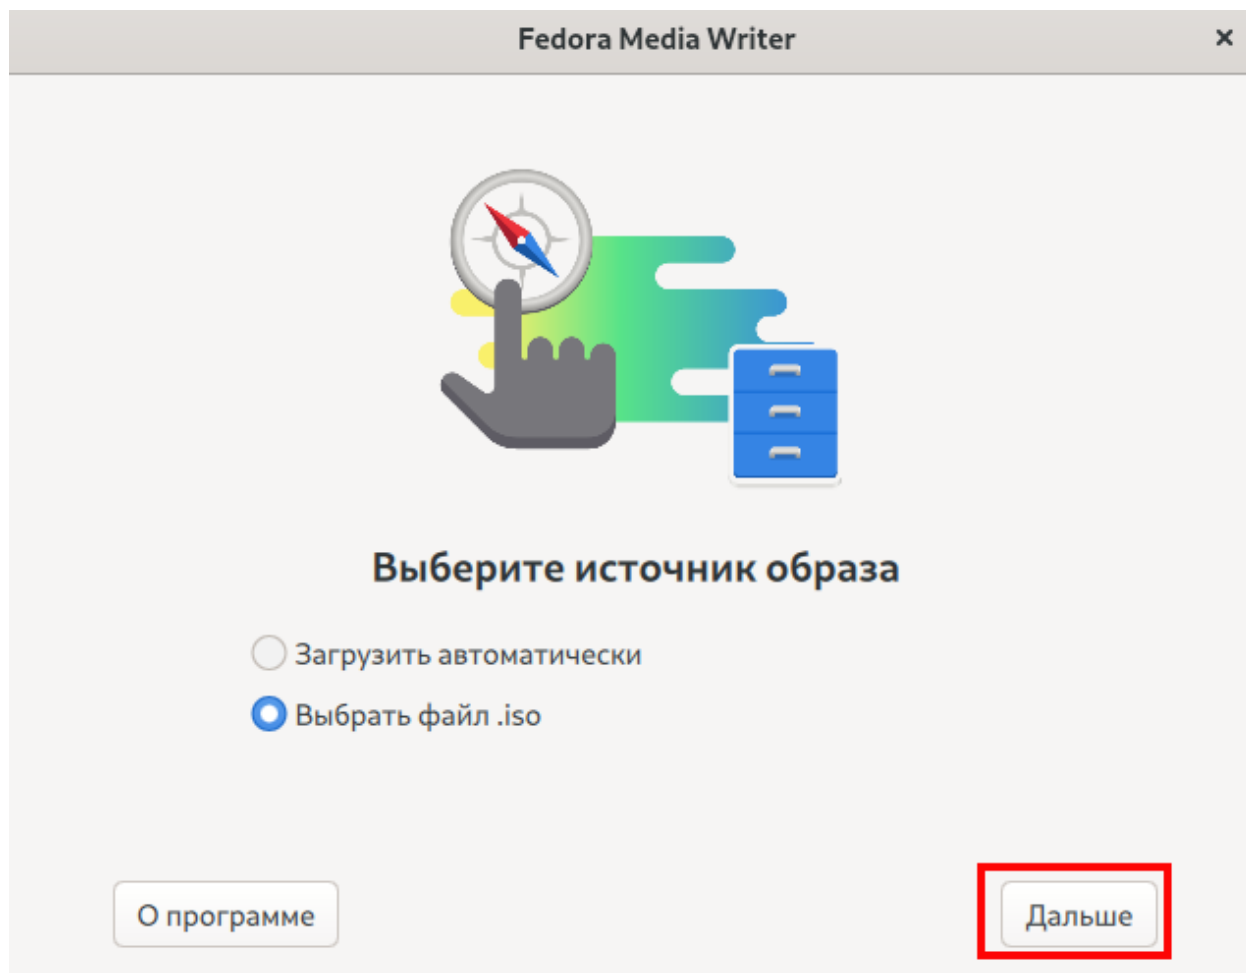 Fedora Media Writer
Выберите источник образа
Загрузить автоматически
Выбрать файл .iso
О программе
Дальше